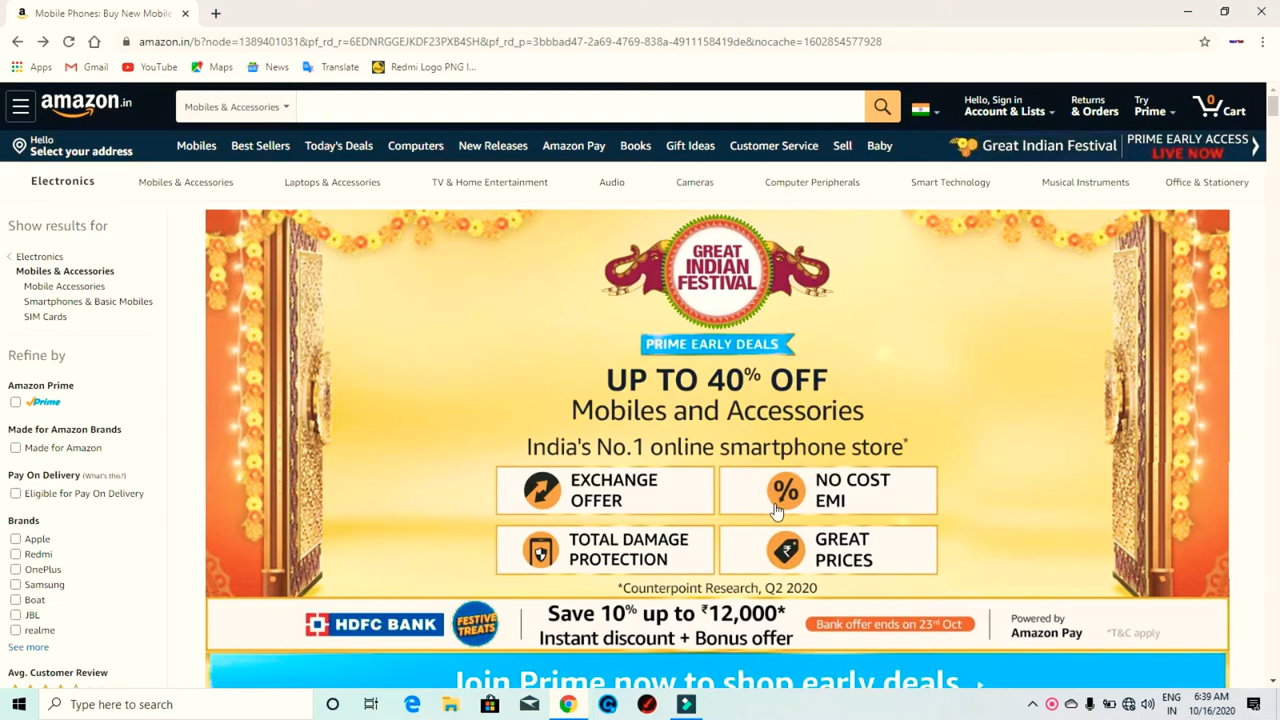 Mobile Phones: Buy New Mobile
amazon.in/b?node=1389401031&pf_rd_r=6EDNRGGEJKDF23PXB4SH&pf_rd_p=3bbbad47-2a69-4769-838a-4911158419de&nocache=1602854577928
Apps Gmail YouTube Maps News Translate Redmi Logo PNG I...
amazon.in Mobiles & Accessories Hello, Sign in Account & Lists Returns & Orders Try Prime 0 Cart
Hello Select your address Mobiles Best Sellers Today's Deals Computers New Releases Amazon Pay Books Gift Ideas Customer Service Sell Baby Great Indian Festival PRIME EARLY ACCESS LIVE NOW
Electronics Mobiles & Accessories Laptops & Accessories TV & Home Entertainment Audio Cameras Computer Peripherals Smart Technology Musical Instruments Office & Stationery
Show results for
Electronics
Mobiles & Accessories
Mobile Accessories
Smartphones & Basic Mobiles
SIM Cards
Refine by
Amazon Prime
Prime
Made for Amazon Brands
Made for Amazon
Pay On Delivery (What's this?)
Eligible for Pay On Delivery
Brands
Apple
Redmi
OnePlus
Samsung
Boat
JBL
realme
See more
Avg. Customer Review
GREAT
INDIAN
FESTIVAL
PRIME EARLY DEALS
UP TO 40% OFF
Mobiles and Accessories
India's No.1 online smartphone store*
EXCHANGE OFFER
% NO COST EMI
TOTAL DAMAGE PROTECTION
₹ GREAT PRICES
*Counterpoint Research, Q2 2020
HDFC BANK FESTIVE TREATS Save 10% up to ₹12,000* Bank offer ends on 23rd Oct Powered by
Instant discount + Bonus offer Amazon Pay *T&C apply
Join Prime now to shop early deals
Type here to search
ENG IN
6:39 AM
10/16/2020